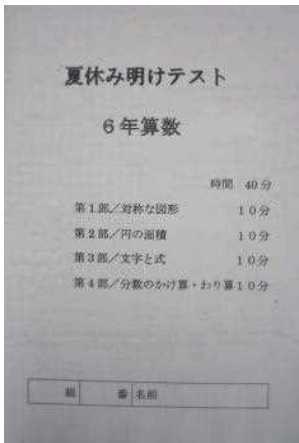 夏休み明けテスト
6年算数
時間 40分
第1部/対称な図形 10分
第2部/円の面積 10分
第3部/文字と式 10分
第4部/分数のかけ算・わり算10分
組 番 名前